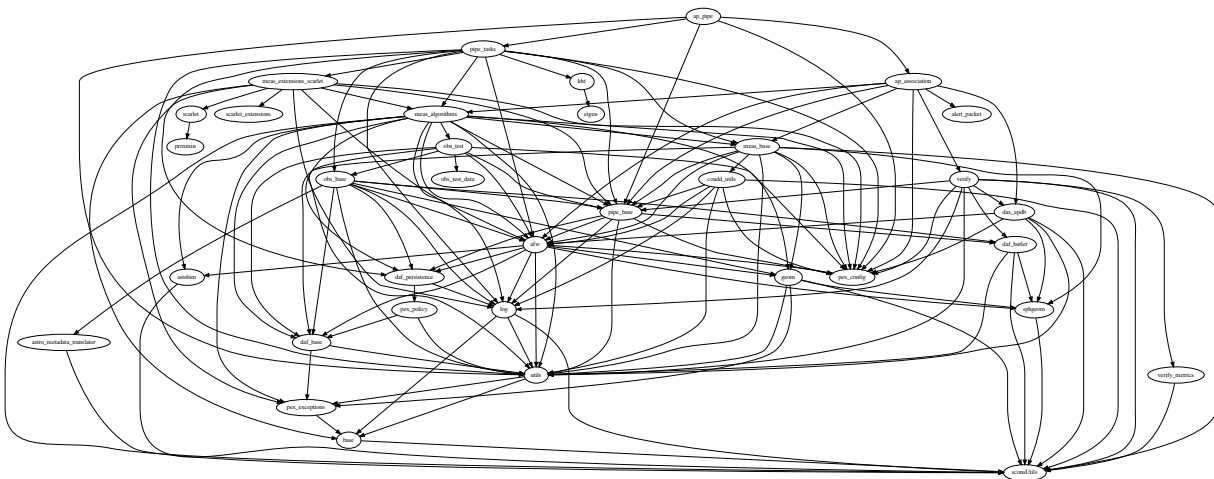 ap_pipe
pipe_tasks
meas_extensions_scarlet
kht
ap_association
scarlet
scarlet_extensions
meas_algorithms
eigen
alert_packet
proxmin
obs_test
meas_base
obs_base
obs_test_data
coadd_utils
verify
pipe_base
dax_apdb
afw
daf_butler
astshim
daf_persistence
geom
pex_config
pex_policy
log
sphgeom
astro_metadata_translator
daf_base
utils
verify_metrics
pex_exceptions
base
sconsUtils